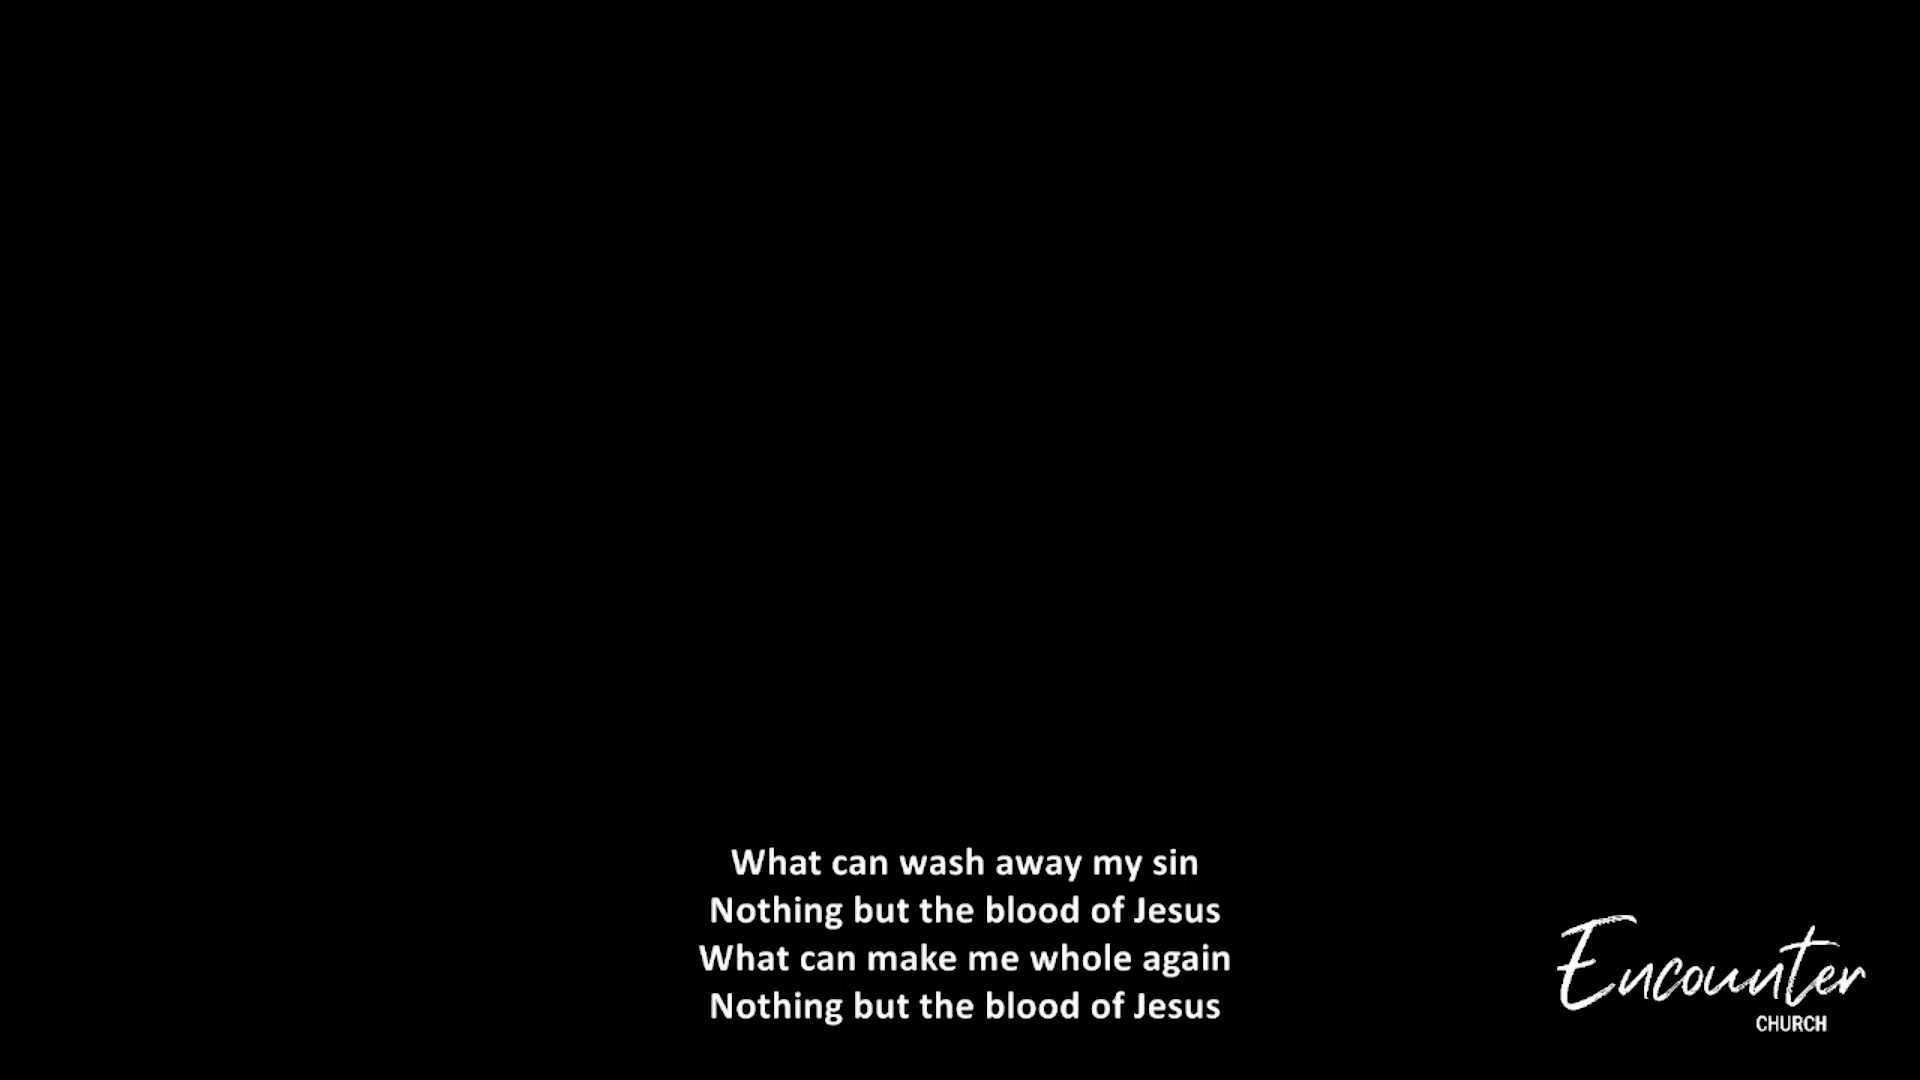 What can wash away my sin
Nothing but the blood of Jesus
What can make me whole again
Nothing but the blood of Jesus
Encounter
CHURCH